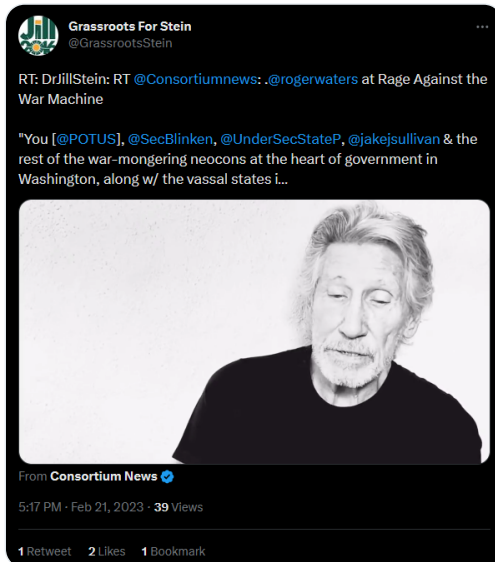 Jill
2016
Grassroots For Stein
@GrassrootsStein
RT: DrJillStein: RT @Consortiumnews: .@rogerwaters at Rage Against the
War Machine
"You [@POTUS], @SecBlinken, @UnderSecStateP, @jakejsullivan & the
rest of the war-mongering neocons at the heart of government in
Washington, along w/ the vassal states i...
From Consortium News
5:17 PM · Feb 21, 2023 · 39 Views
1 Retweet 2 Likes 1 Bookmark